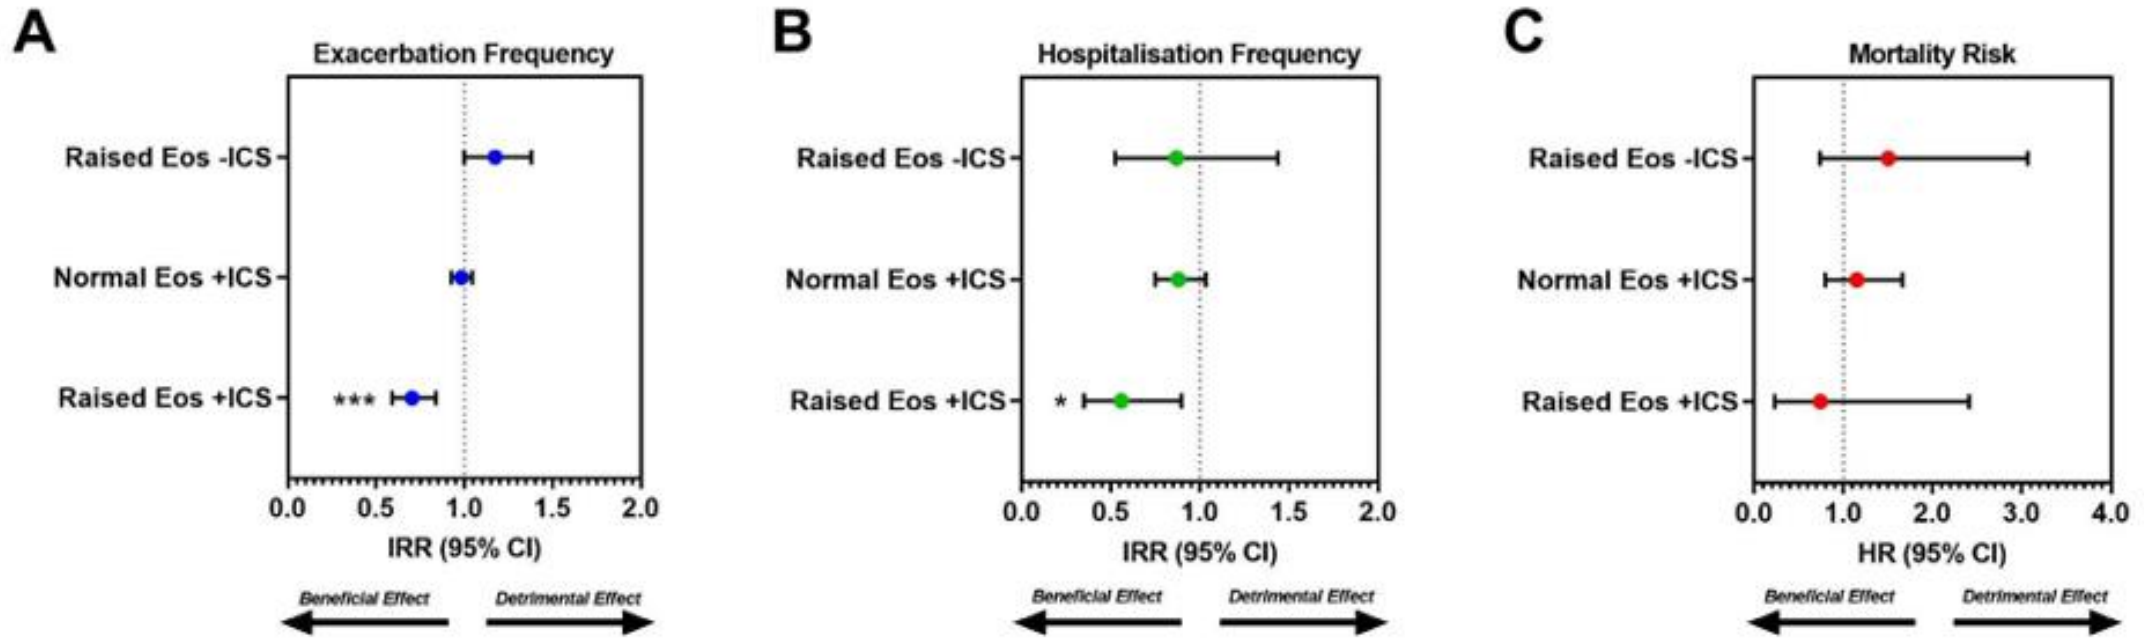 A
Exacerbation Frequency
Raised Eos -ICS
Normal Eos +ICS
*** 
Raised Eos +ICS
0.0 0.5 1.0 1.5 2.0
IRR (95% CI)
Beneficial Effect Detrimental Effect
B
Hospitalisation Frequency
Raised Eos -ICS
Normal Eos +ICS
Raised Eos +ICS
*
0.0 0.5 1.0 1.5 2.0
IRR (95% CI)
Beneficial Effect Detrimental Effect
C
Mortality Risk
Raised Eos -ICS
Normal Eos +ICS
Raised Eos +ICS
0.0 1.0 2.0 3.0 4.0
HR (95% CI)
Beneficial Effect Detrimental Effect